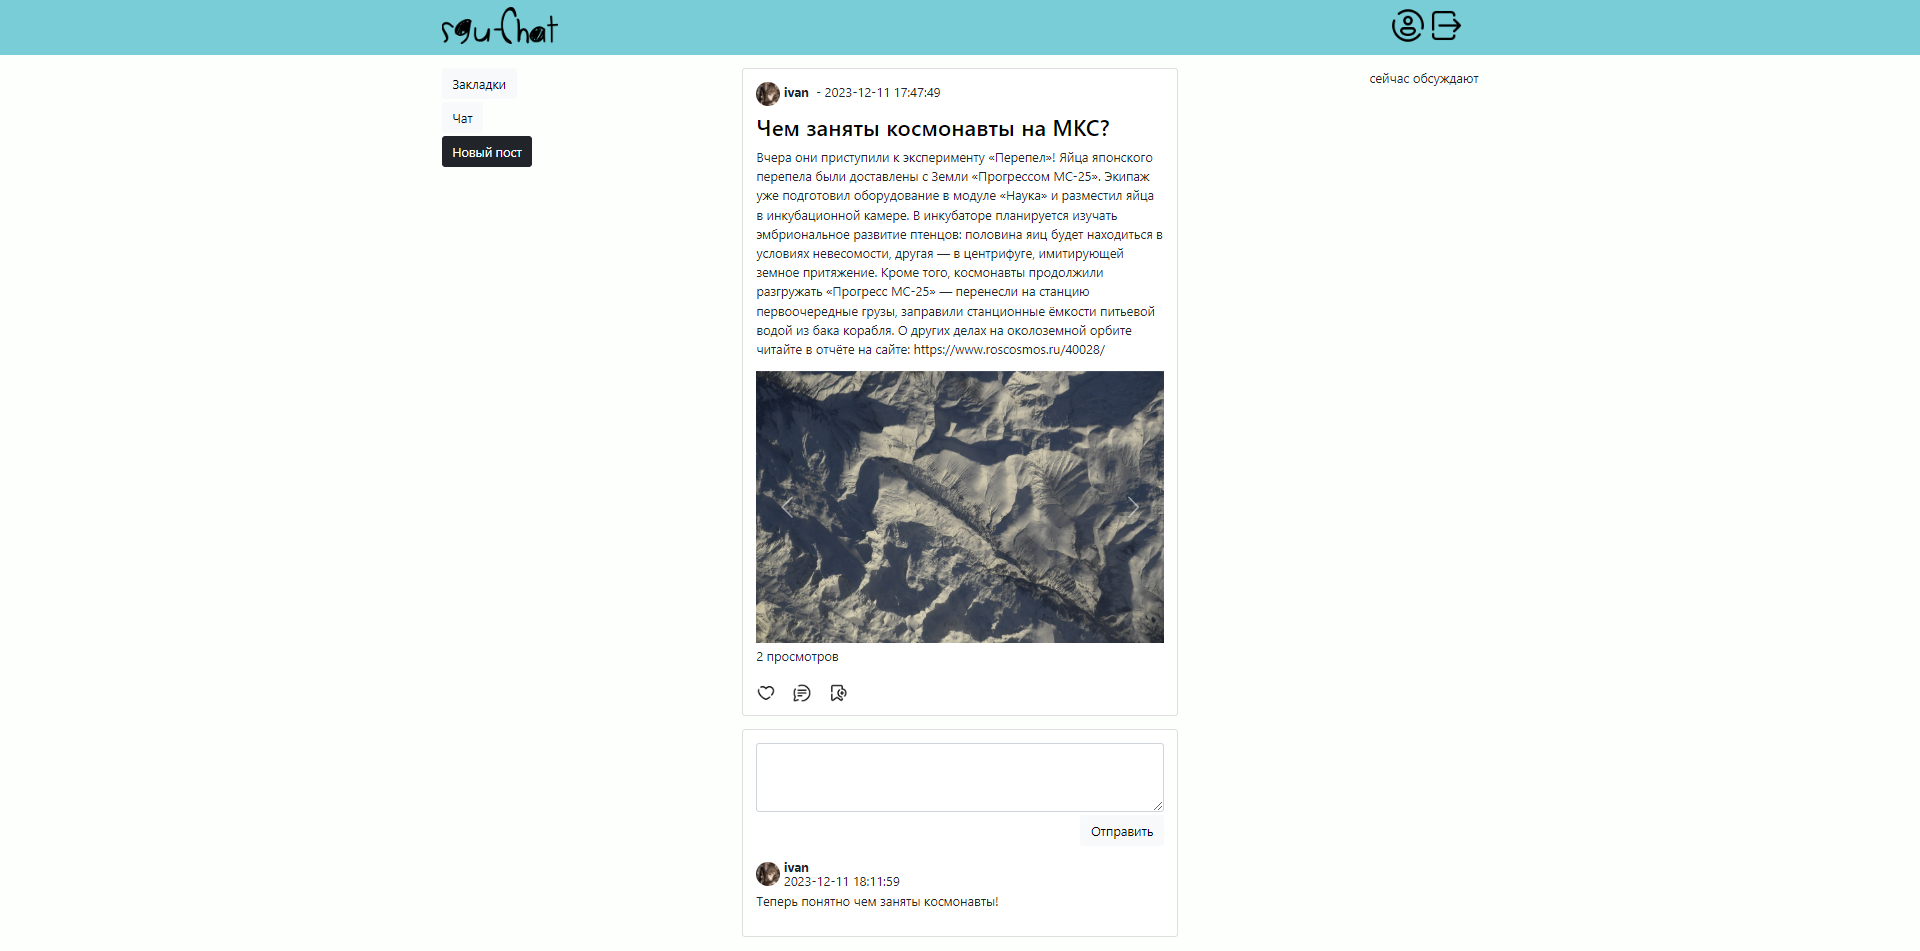 sgu-Chat
Закладки
Чат
Новый пост
ivan - 2023-12-11 17:47:49
Чем заняты космонавты на МКС?
Вчера они приступили к эксперименту «Перепел»! Яйца японского
перепела были доставлены с Земли «Прогрессом МС-25». Экипаж
уже подготовил оборудование в модуле «Наука» и разместил яйца
в инкубационной камере. В инкубаторе планируется изучать
эмбриональное развитие птенцов: половина яиц будет находиться в
условиях невесомости, другая — в центрифуге, имитирующей
земное притяжение. Кроме того, космонавты продолжили
разгружать «Прогресс МС-25» — перенесли на станцию
первоочередные грузы, заправили станционные ёмкости питьевой
водой из бака корабля. О других делах на околоземной орбите
читайте в отчёте на сайте: https://www.roscosmos.ru/40028/
2 просмотров
Отправить
ivan
2023-12-11 18:11:59
Теперь понятно чем заняты космонавты!
сейчас обсуждают